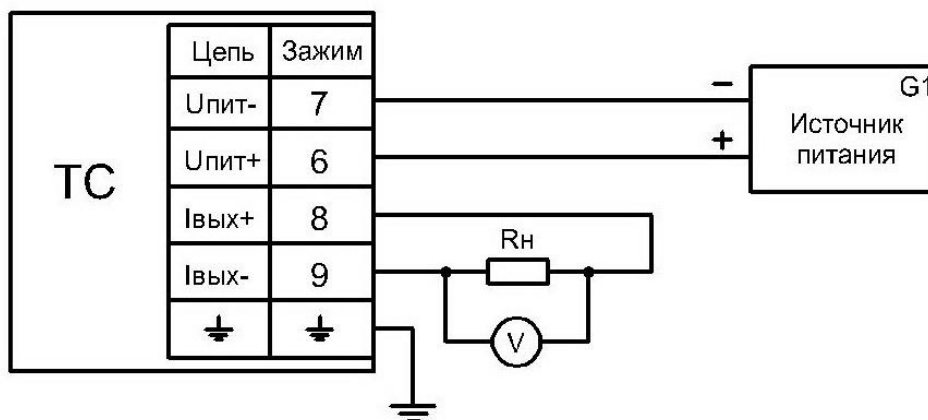 Цепь Зажим
Uпит- 7
Uпит+ 6
Iвых+ 8
Iвых- 9
ТС
− G1
Источник
питания
+
Rн
V